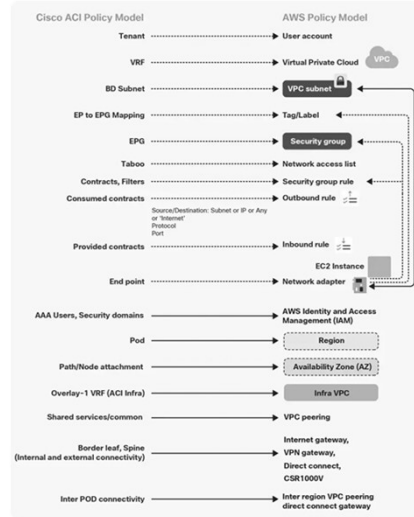 Cisco ACI Policy Model AWS Policy Model
Tenant User account
VRF Virtual Private Cloud VPC
BD Subnet VPC subnet
EP to EPG Mapping Tag/Label
EPG Security group
Taboo Network access list
Contracts, Filters Security group rule
Consumed contracts Outbound rule
Source/Destination: Subnet or IP or Any
or 'Internet'
Protocol
Port
Provided contracts Inbound rule
EC2 Instance
End point Network adapter
AAA Users, Security domains AWS Identity and Access
Management (IAM)
Pod Region
Path/Node attachment Availability Zone (AZ)
Overlay-1 VRF (ACI Infra) Infra VPC
Shared services/common VPC peering
Border leaf, Spine
(Internal and external connectivity)
Internet gateway,
VPN gateway,
Direct connect,
CSR1000V
Inter POD connectivity Inter region VPC peering
direct connect gateway